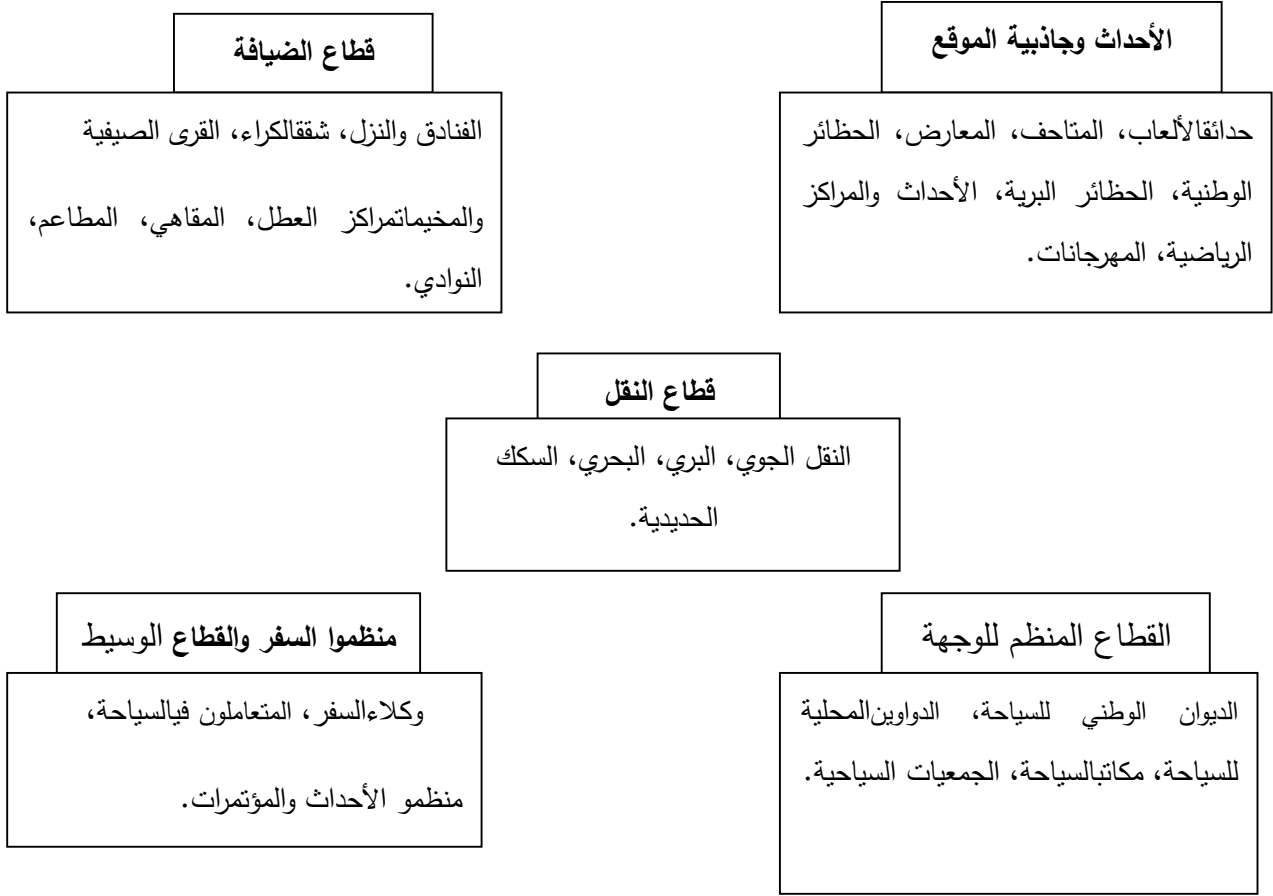 الأحداث وجاذبية الموقع
حدائقالألعاب، المتاحف، المعارض، الحظائر
الوطنية، الحظائر البرية، الأحداث والمراكز
الرياضية، المهرجانات.
قطاع الضيافة
الفنادق والنزل، شققالكراء، القرى الصيفية
والمخيماتمراكز العطل، المقاهي، المطاعم،
النوادي.
قطاع النقل
النقل الجوي، البري، البحري، السكك
الحديدية.
القطاع المنظم للوجهة
الديوان الوطني للسياحة، الدواوينالمحلية
للسياحة، مكاتبالسياحة، الجمعيات السياحية.
منظموا السفر والقطاع الوسيط
وكلاءالسفر، المتعاملون فيالسياحة،
منظمو الأحداث والمؤتمرات.